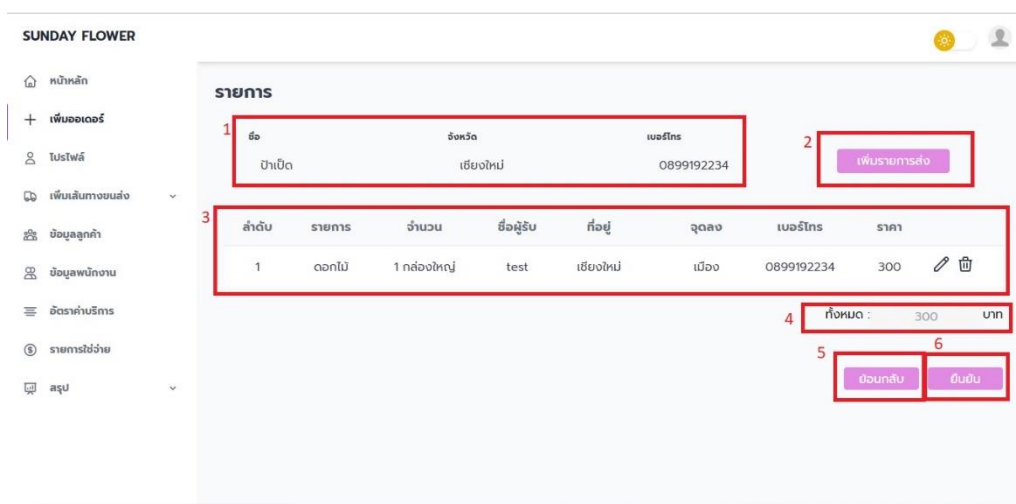 SUNDAY FLOWER
หน้าหลัก
เพิ่มออเดอร์
โปรไฟล์
เพิ่มเส้นทางขนส่ง
ข้อมูลลูกค้า
ข้อมูลพนักงาน
อัตราค่าบริการ
รายการใช้จ่าย
สรุป
รายการ
1
ชื่อ จังหวัด เบอร์โทร
ป้าเป็ด เชียงใหม่ 0899192234
2
เพิ่มรายการส่ง
3
ลำดับ รายการ จำนวน ชื่อผู้รับ ที่อยู่ จุดลง เบอร์โทร ราคา
1 ดอกไม้ 1 กล่องใหญ่ test เชียงใหม่ เมือง 0899192234 300
4
ทั้งหมด : 300 บาท
5 6
ย้อนกลับ ยืนยัน